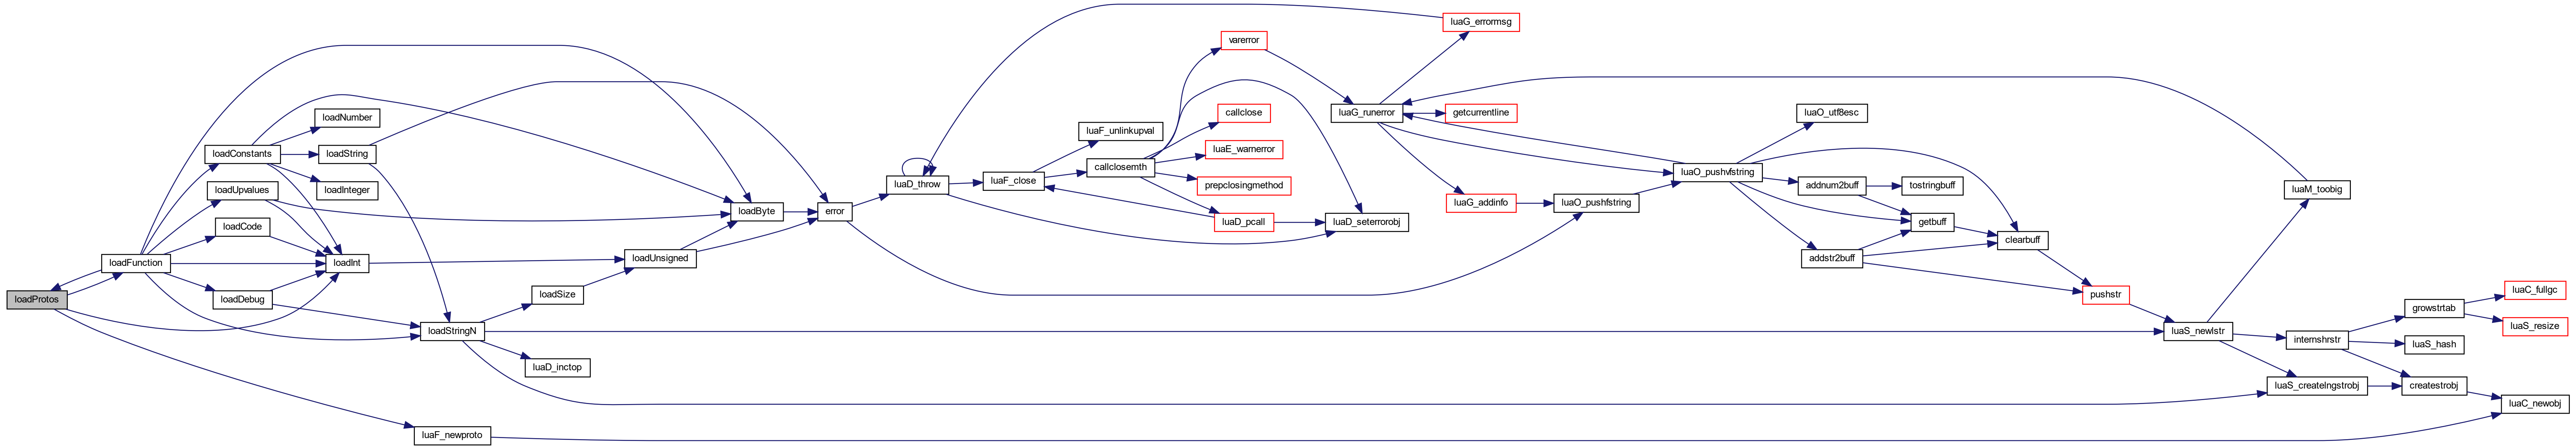 loadProtos
loadFunction
loadConstants
loadUpvalues
loadCode
loadDebug
loadNumber
loadString
loadInteger
loadInt
loadStringN
luaF_newproto
loadSize
luaD_inctop
loadUnsigned
loadByte
error
luaD_throw
luaF_close
luaF_unlinkupval
callclosemth
varerror
callclose
luaE_warnerror
prepclosingmethod
luaD_pcall
luaD_seterrorobj
luaG_runerror
luaG_errormsg
getcurrentline
luaG_addinfo
luaO_pushfstring
luaO_pushvfstring
luaO_utf8esc
addnum2buff
addstr2buff
tostringbuff
getbuff
clearbuff
pushstr
luaS_newlstr
luaM_toobig
internshrstr
luaS_createlngstrobj
growstrtab
luaS_hash
createstrobj
luaC_fullgc
luaS_resize
luaC_newobj